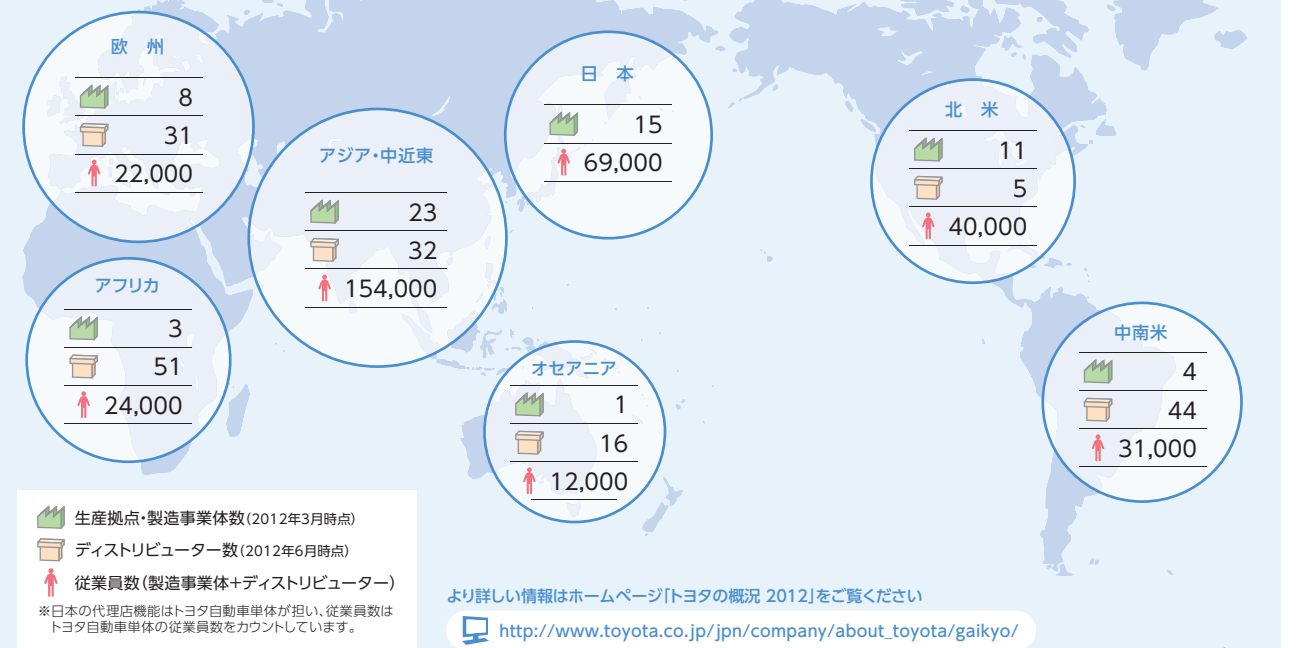 欧 州
8
31
22,000
アジア・中近東
23
32
154,000
日 本
15
69,000
北 米
11
5
40,000
アフリカ
3
51
24,000
オセアニア
1
16
12,000
中南米
4
44
31,000
生産拠点・製造事業体数(2012年3月時点)
ディストリビューター数(2012年6月時点)
従業員数(製造事業体+ディストリビューター)
※日本の代理店機能はトヨタ自動車単体が担い、従業員数は
トヨタ自動車単体の従業員数をカウントしています。
より詳しい情報はホームページ「トヨタの概況 2012」をご覧ください
http://www.toyota.co.jp/jpn/company/about_toyota/gaikyo/